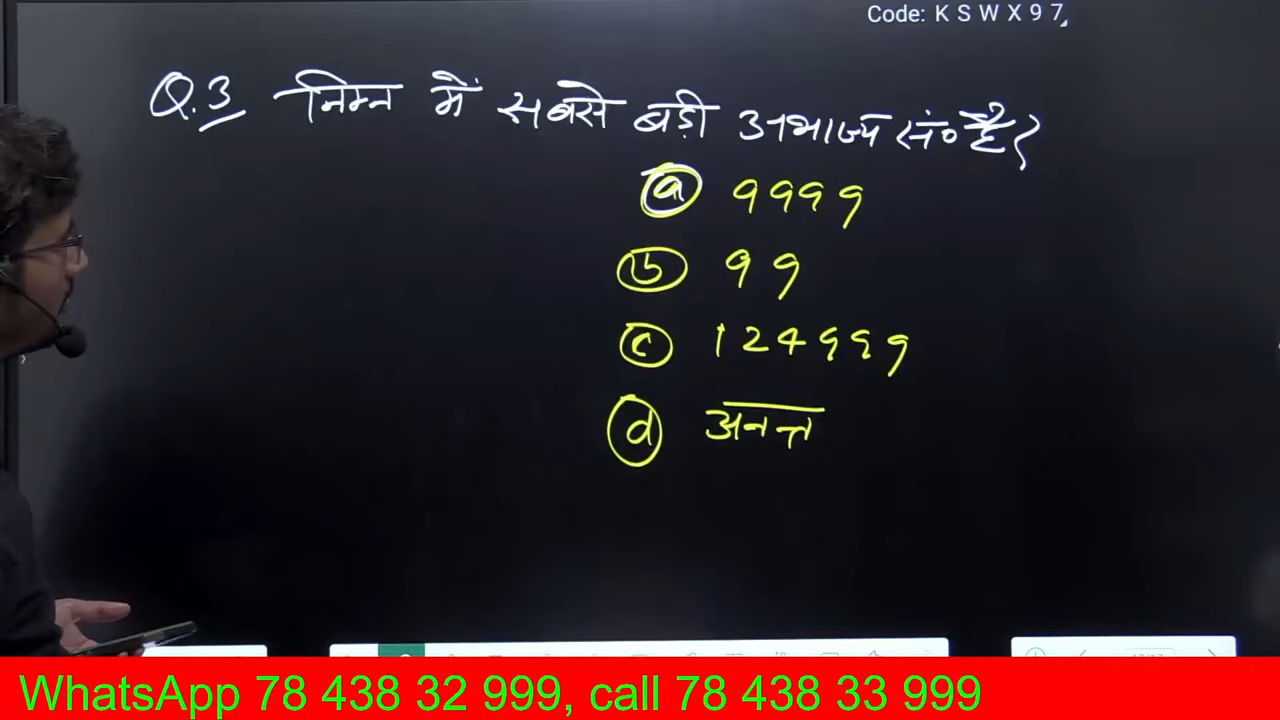 Code: K S W X 9 7
Q.3 निम्न में सबसे बड़ी अभाज्य सं० है?
a 9999
b 99
c 124999
d अनन्त
WhatsApp 78 438 32 999, call 78 438 33 999